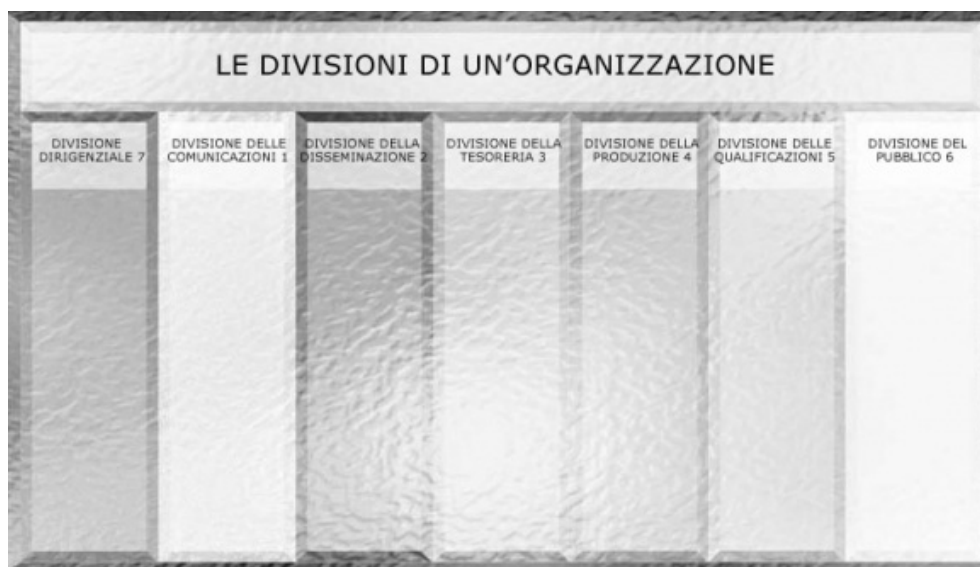 LE DIVISIONI DI UN'ORGANIZZAZIONE
DIVISIONE
DIRIGENZIALE 7
DIVISIONE DELLE
COMUNICAZIONI 1
DIVISIONE DELLA
DISSEMINAZIONE 2
DIVISIONE DELLA
TESORERIA 3
DIVISIONE DELLA
PRODUZIONE 4
DIVISIONE DELLE
QUALIFICAZIONI 5
DIVISIONE DEL
PUBBLICO 6